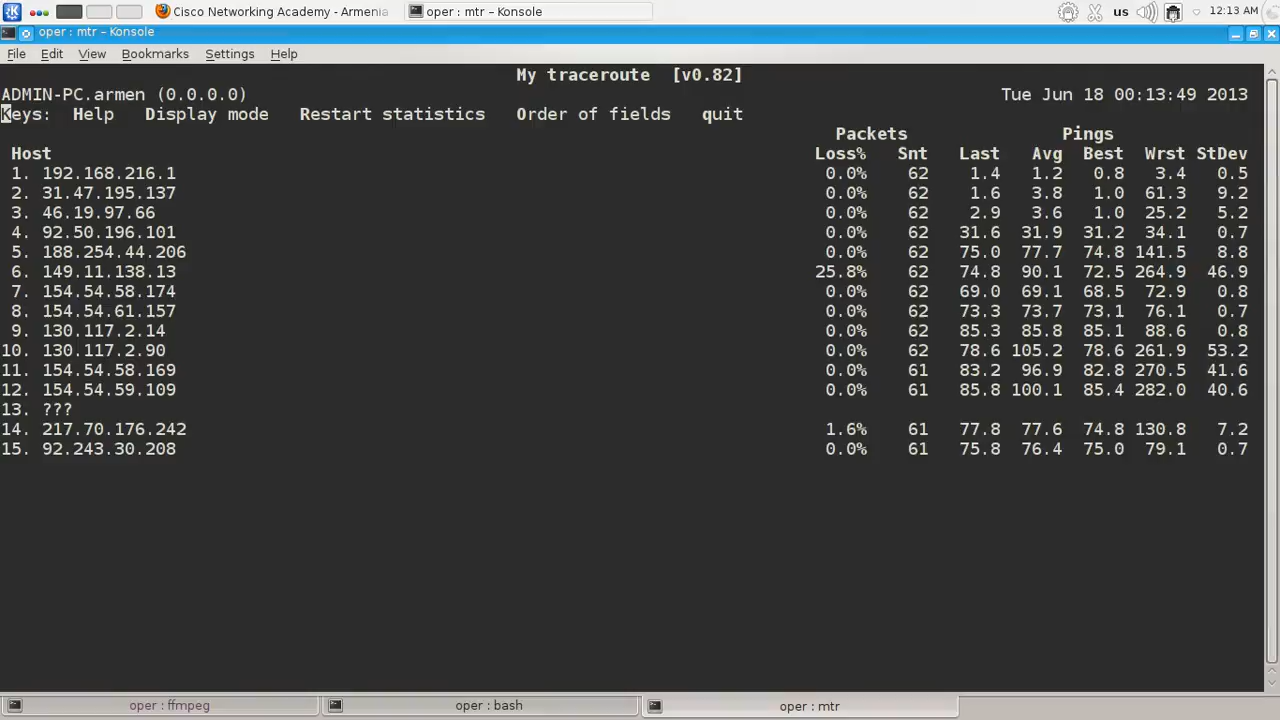 Cisco Networking Academy - Armenia
oper : mtr – Konsole
us
12:13 AM
oper : mtr – Konsole
File Edit View Bookmarks Settings Help
My traceroute [v0.82]
ADMIN-PC.armen (0.0.0.0) Tue Jun 18 00:13:49 2013
Keys: Help Display mode Restart statistics Order of fields quit
Packets Pings
Host Loss% Snt Last Avg Best Wrst StDev
1. 192.168.216.1 0.0% 62 1.4 1.2 0.8 3.4 0.5
2. 31.47.195.137 0.0% 62 1.6 3.8 1.0 61.3 9.2
3. 46.19.97.66 0.0% 62 2.9 3.6 1.0 25.2 5.2
4. 92.50.196.101 0.0% 62 31.6 31.9 31.2 34.1 0.7
5. 188.254.44.206 0.0% 62 75.0 77.7 74.8 141.5 8.8
6. 149.11.138.13 25.8% 62 74.8 90.1 72.5 264.9 46.9
7. 154.54.58.174 0.0% 62 69.0 69.1 68.5 72.9 0.8
8. 154.54.61.157 0.0% 62 73.3 73.7 73.1 76.1 0.7
9. 130.117.2.14 0.0% 62 85.3 85.8 85.1 88.6 0.8
10. 130.117.2.90 0.0% 62 78.6 105.2 78.6 261.9 53.2
11. 154.54.58.169 0.0% 61 83.2 96.9 82.8 270.5 41.6
12. 154.54.59.109 0.0% 61 85.8 100.1 85.4 282.0 40.6
13. ???
14. 217.70.176.242 1.6% 61 77.8 77.6 74.8 130.8 7.2
15. 92.243.30.208 0.0% 61 75.8 76.4 75.0 79.1 0.7
oper : ffmpeg
oper : bash
oper : mtr